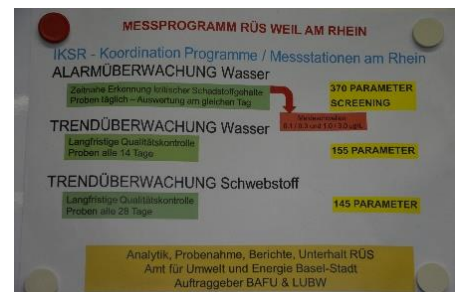 MESSPROGRAMM RÜS WEIL AM RHEIN
IKSR - Koordination Programme / Messstationen am Rhein
ALARMÜBERWACHUNG Wasser
Zeitnahe Erkennung kritischer Schadstoffgehalte
Proben täglich – Auswertung am gleichen Tag
370 PARAMETER
SCREENING
TRENDÜBERWACHUNG Wasser
Langfristige Qualitätskontrolle
Proben alle 14 Tage
155 PARAMETER
TRENDÜBERWACHUNG Schwebstoff
Langfristige Qualitätskontrolle
Proben alle 28 Tage
145 PARAMETER
Analytik, Probenahme, Berichte, Unterhalt RÜS
Amt für Umwelt und Energie Basel-Stadt
Auftraggeber BAFU & LUBW